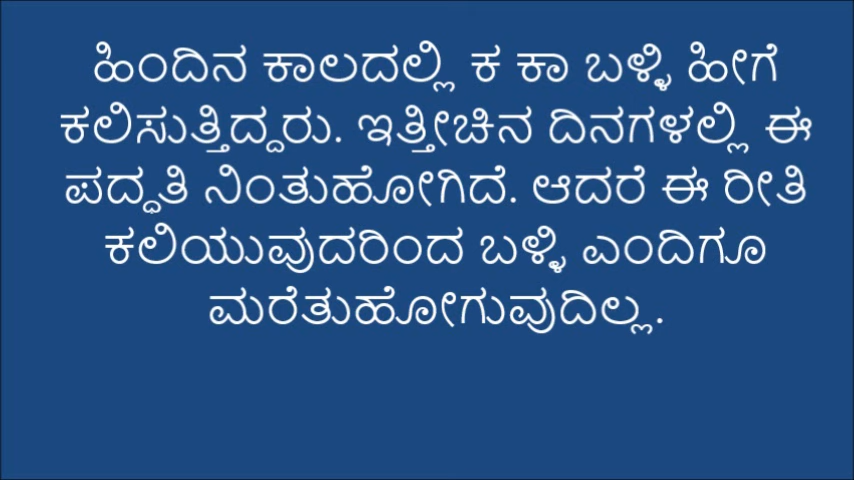 ಹಿಂದಿನ ಕಾಲದಲ್ಲಿ ಕ ಕಾ ಬಳ್ಳಿ ಹೀಗೆ
ಕಲಿಸುತ್ತಿದ್ದರು. ಇತ್ತೀಚಿನ ದಿನಗಳಲ್ಲಿ ಈ
ಪದ್ಧತಿ ನಿಂತುಹೋಗಿದೆ. ಆದರೆ ಈ ರೀತಿ
ಕಲಿಯುವುದರಿಂದ ಬಳ್ಳಿ ಎಂದಿಗೂ
ಮರೆತುಹೋಗುವುದಿಲ್ಲ.